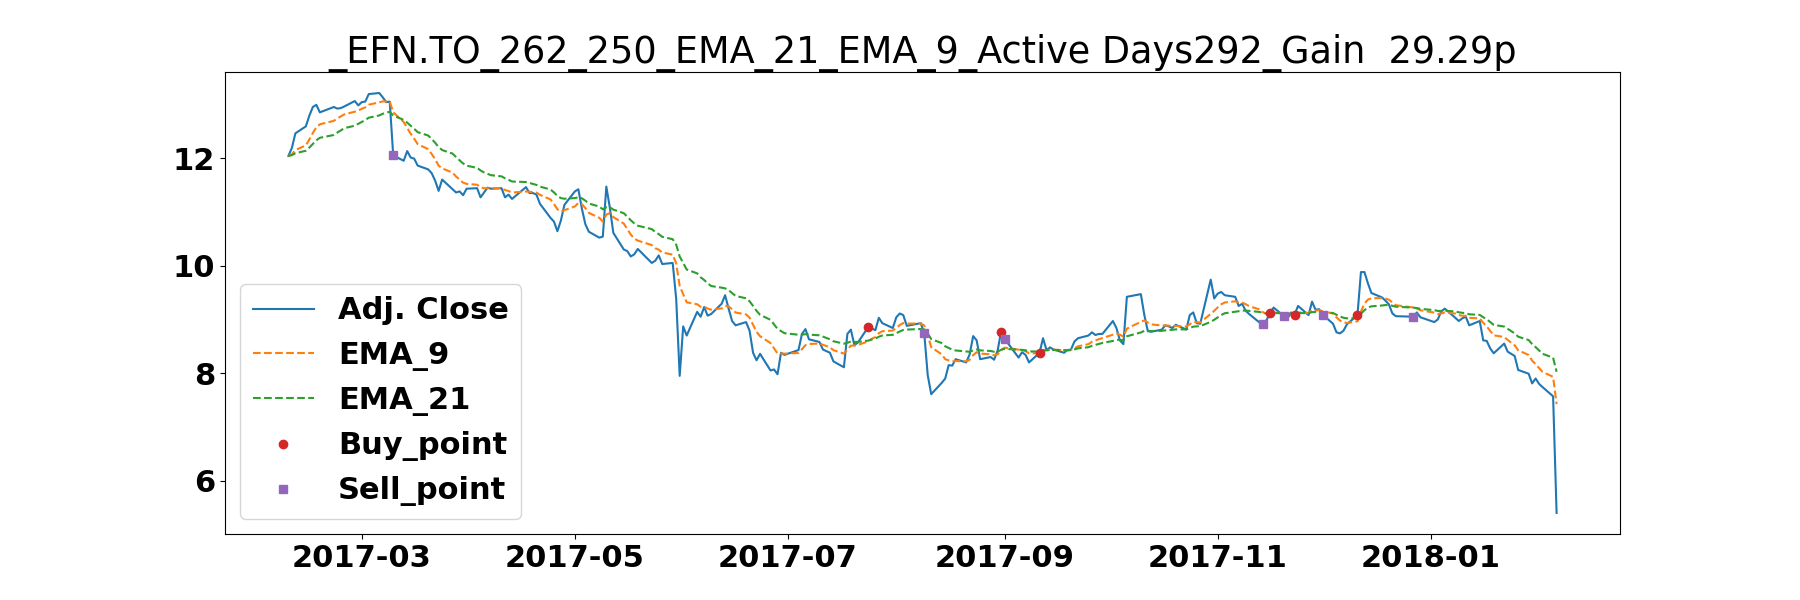 _EFN.TO_262_250_EMA_21_EMA_9_Active Days292_Gain  29.29p
12
10
8
6
Adj. Close
EMA_9
EMA_21
Buy_point
Sell_point
2017-03 2017-05 2017-07 2017-09 2017-11 2018-01